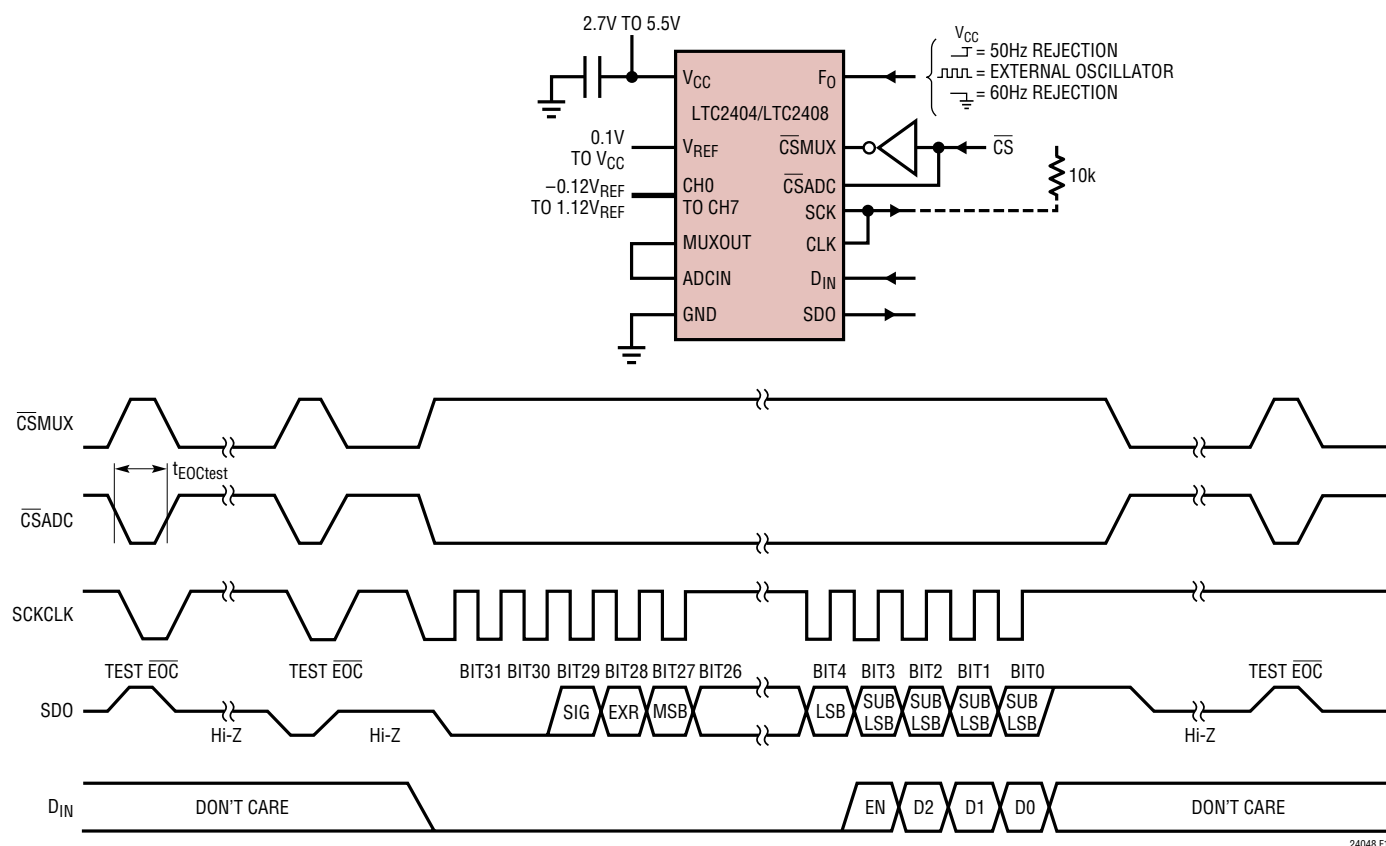 2.7V TO 5.5V
VCC
= 50Hz REJECTION
= EXTERNAL OSCILLATOR
= 60Hz REJECTION
VCC
FO
LTC2404/LTC2408
0.1V
TO VCC
VREF
CSMUX
CS
–0.12VREF
TO 1.12VREF
CH0
TO CH7
CSADC
10k
SCK
MUXOUT
CLK
ADCIN
DIN
GND
SDO
CSMUX
tEOCtest
CSADC
SCKCLK
TEST EOC
TEST EOC
BIT31 BIT30 BIT29 BIT28 BIT27 BIT26
BIT4 BIT3 BIT2 BIT1 BIT0
TEST EOC
SDO
SIG EXR MSB
LSB
SUB LSB
SUB LSB
SUB LSB
SUB LSB
Hi-Z
Hi-Z
Hi-Z
DIN
DON'T CARE
EN D2 D1 D0
DON'T CARE